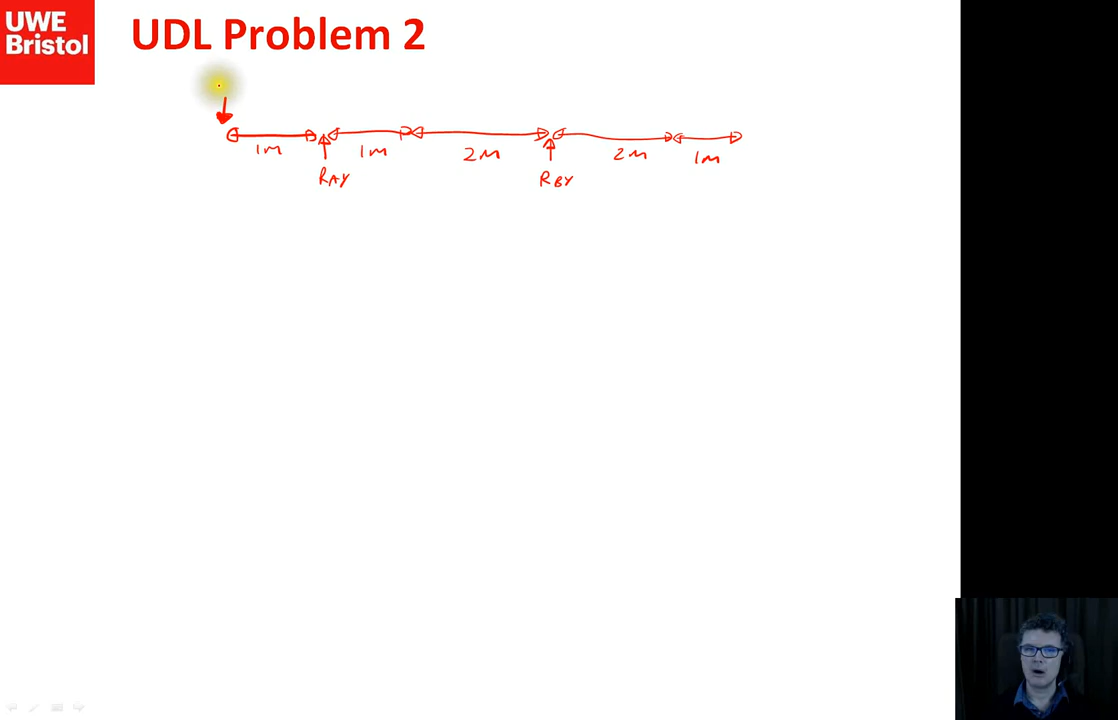 UWE
Bristol
UDL Problem 2
1M 1M 2M 2M 1M
RAY RBY